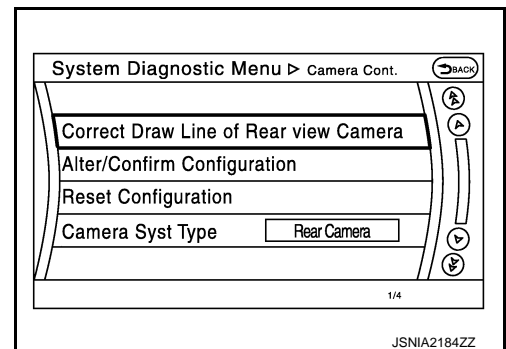 System Diagnostic Menu ▷ Camera Cont.
BACK
Correct Draw Line of Rear view Camera
Alter/Confirm Configuration
Reset Configuration
Camera Syst Type Rear Camera
1/4
JSNIA2184ZZ